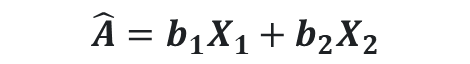 Â = b₁X₁ + b₂X₂